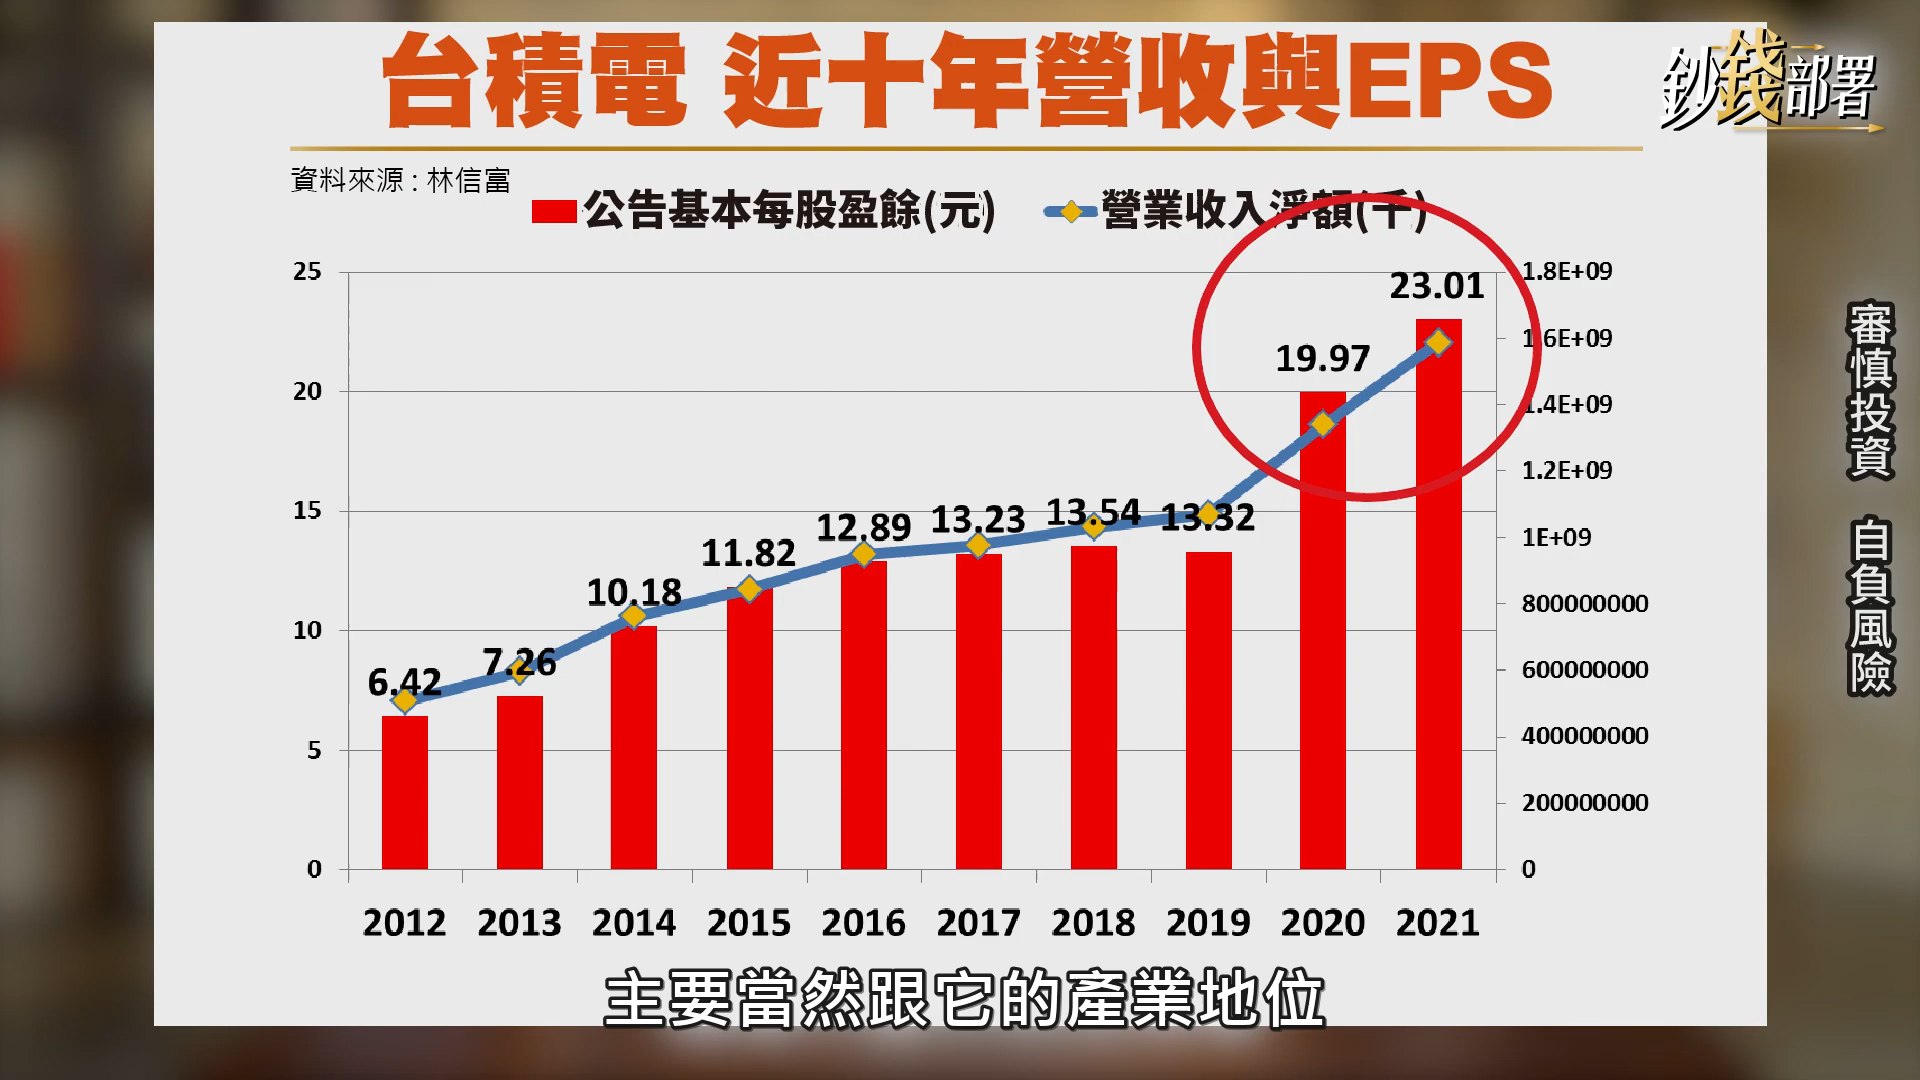 台積電 近十年營收與EPS
鈔錢部署
資料來源:林信富
公告基本每股盈餘(元)
營業收入淨額(千)
25
20
15
10
5
0
1.8E+09
1.6E+09
1.4E+09
1.2E+09
1E+09
800000000
600000000
400000000
200000000
0
6.42
7.26
10.18
11.82
12.89
13.23
13.54
13.32
19.97
23.01
2012 2013 2014 2015 2016 2017 2018 2019 2020 2021
審慎投資 自負風險
主要當然跟它的產業地位